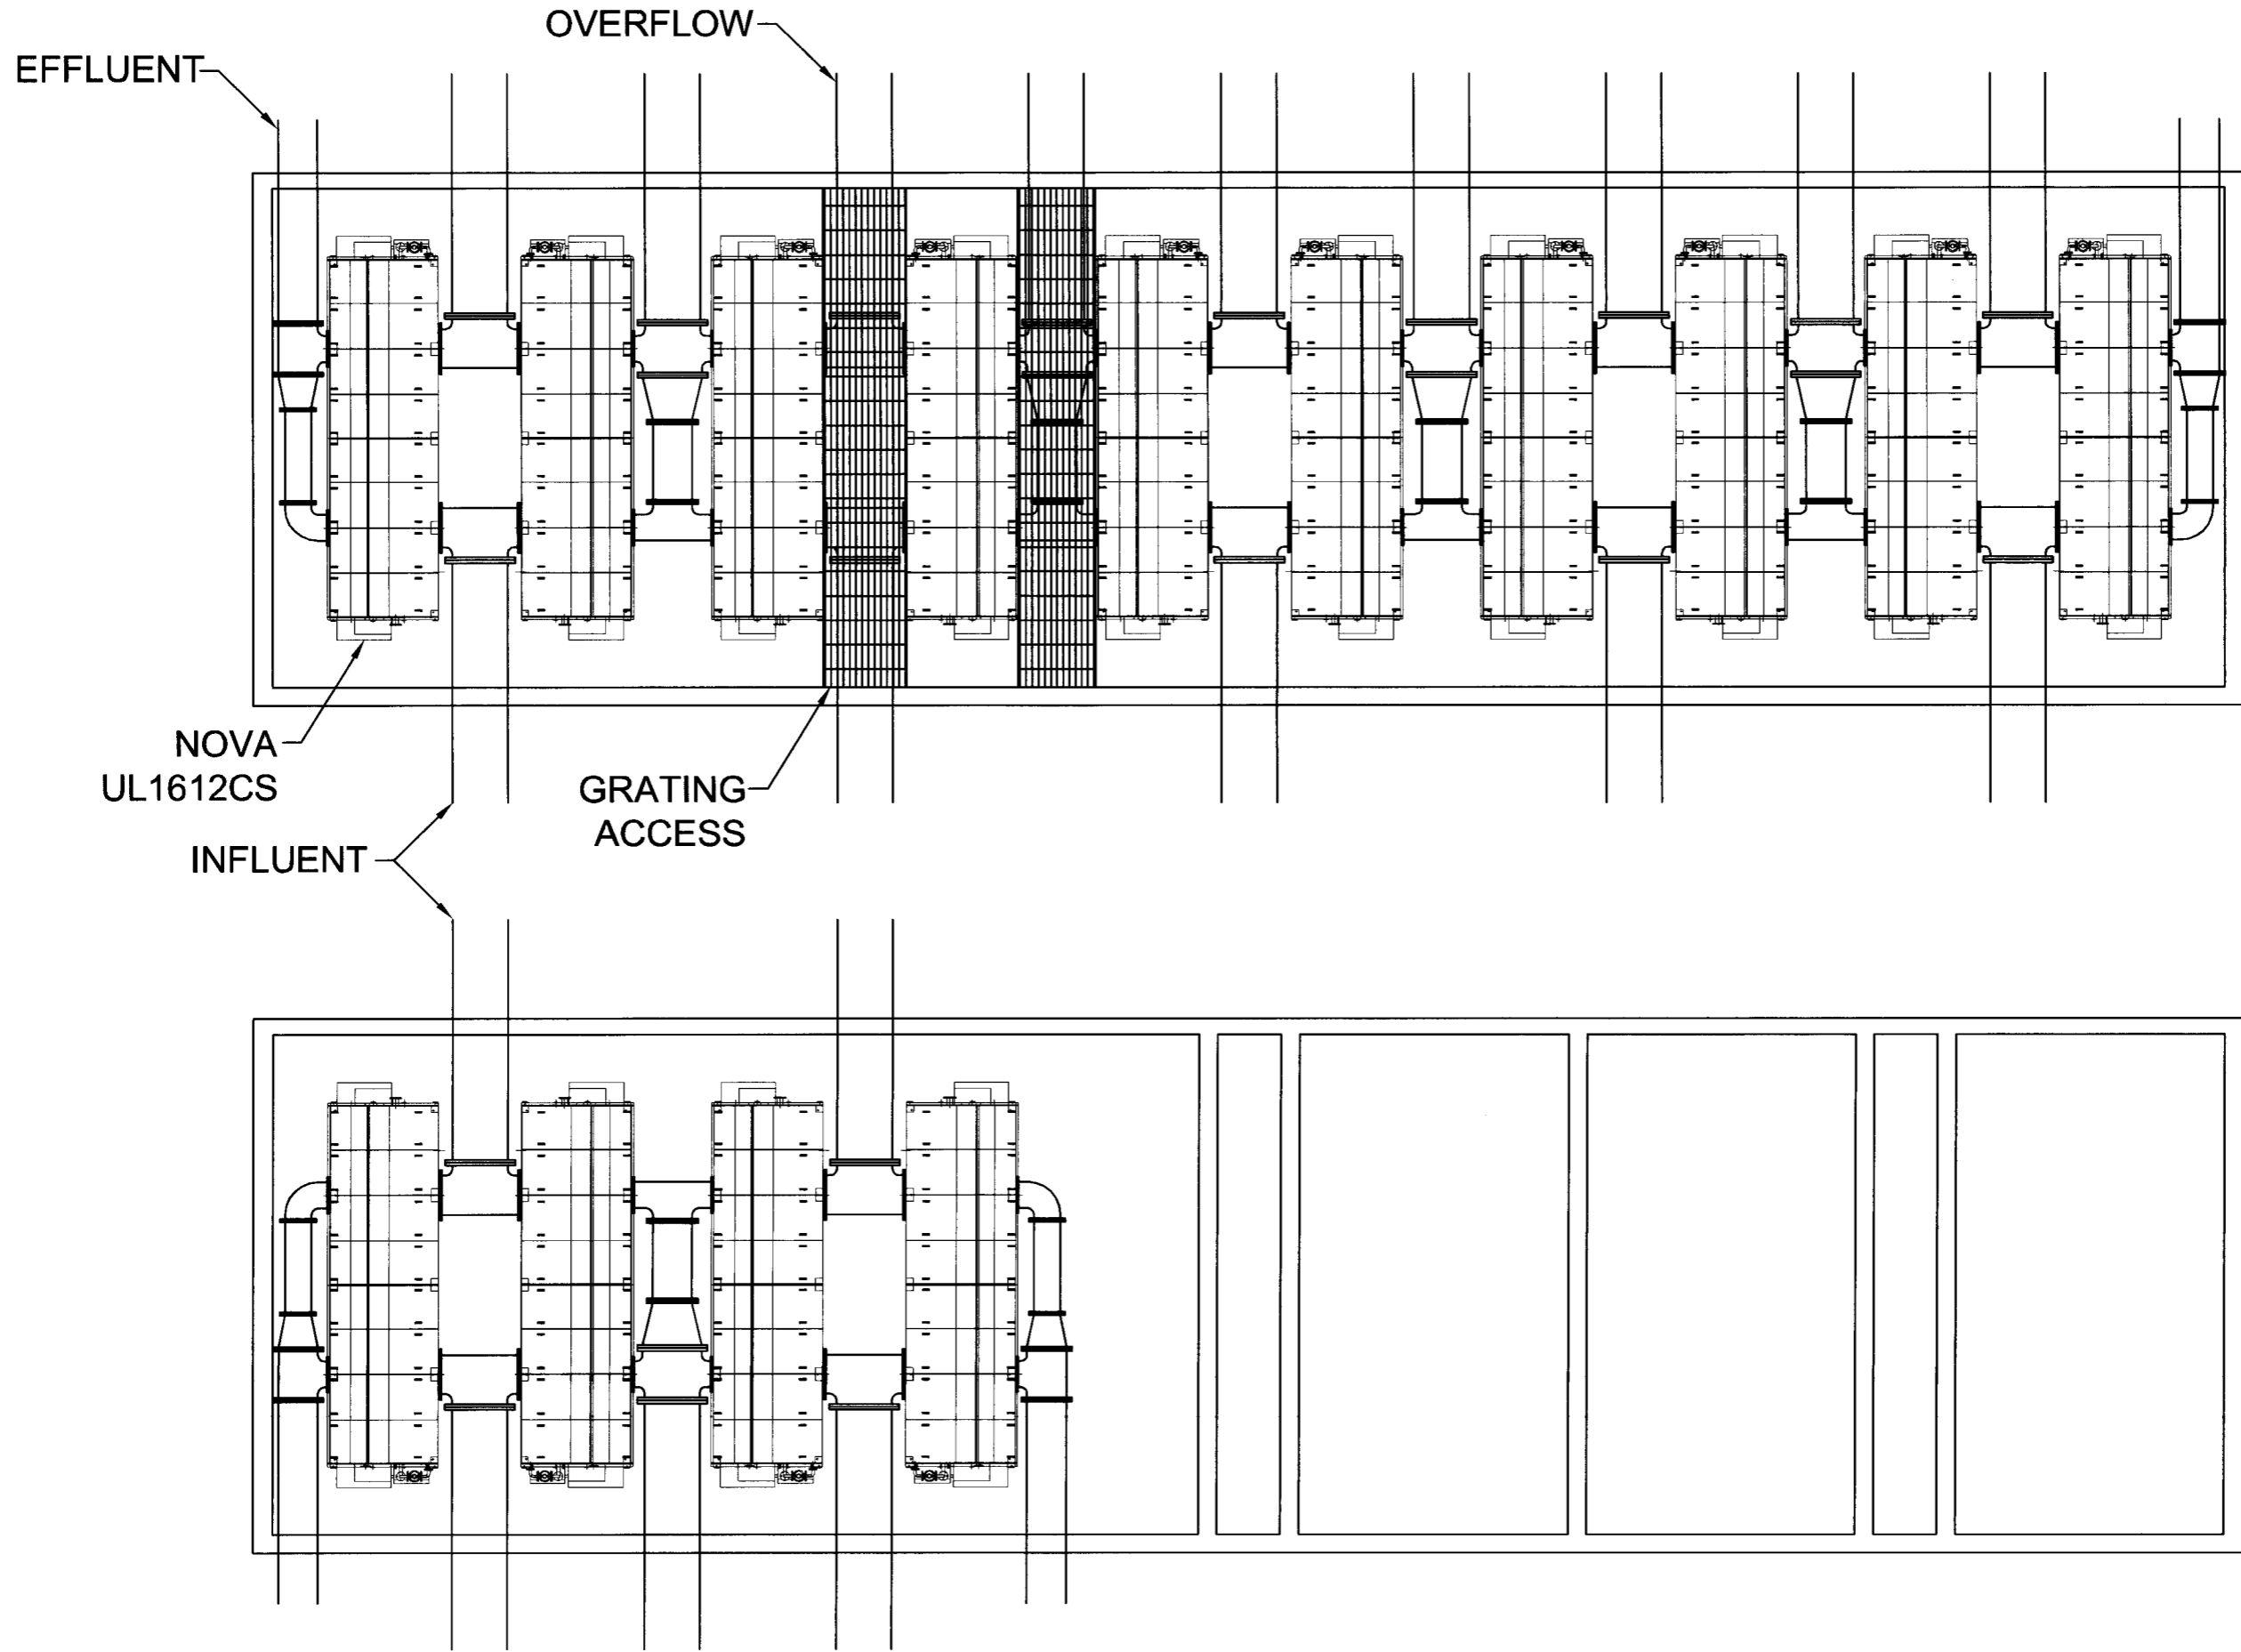 OVERFLOW
EFFLUENT
NOVA
UL1612CS
GRATING
ACCESS
INFLUENT